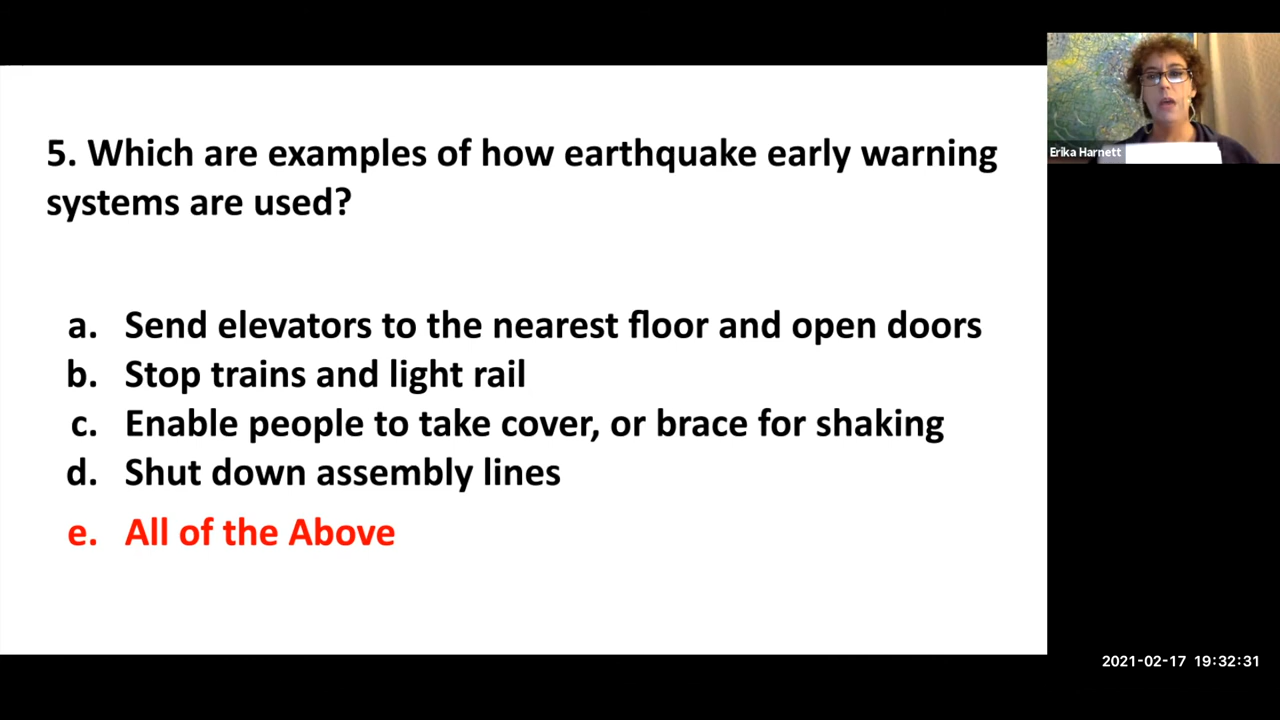 5. Which are examples of how earthquake early warning
systems are used?
a. Send elevators to the nearest floor and open doors
b. Stop trains and light rail
c. Enable people to take cover, or brace for shaking
d. Shut down assembly lines
e. All of the Above
Erika Harnett
2021-02-17 19:32:31